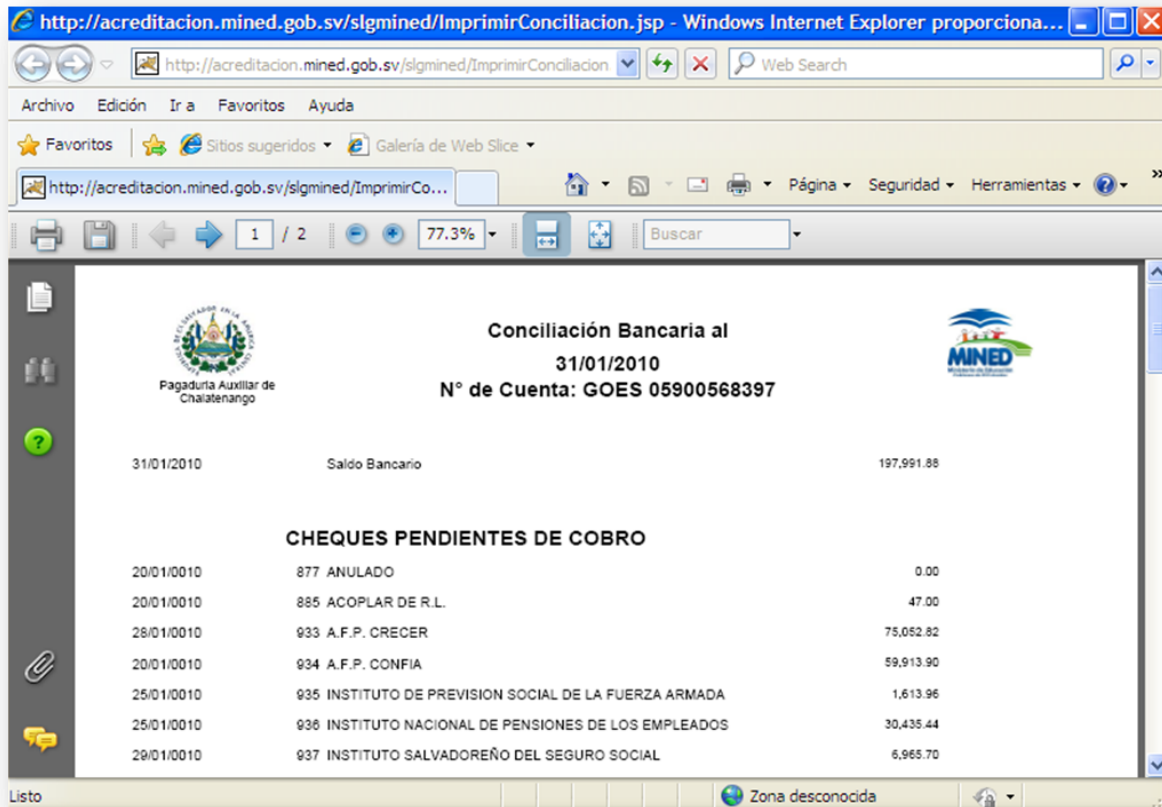 http://acreditacion.mined.gob.sv/slgmined/ImprimirConciliacion.jsp - Windows Internet Explorer proporciona...
http://acreditacion.mined.gob.sv/slgmined/ImprimirConciliacion. Web Search
Archivo Edición Ir a Favoritos Ayuda
Favoritos Sitios sugeridos Galería de Web Slice
http://acreditacion.mined.gob.sv/slgmined/ImprimirCo... Página Seguridad Herramientas
1 / 2 77.3% Buscar
Conciliación Bancaria al
31/01/2010
N° de Cuenta: GOES 05900568397
Pagaduria Auxiliar de
Chalatenango
MINED
31/01/2010 Saldo Bancario 197,991.88
CHEQUES PENDIENTES DE COBRO
20/01/0010 877 ANULADO 0.00
20/01/0010 885 ACOPLAR DE R.L. 47.00
28/01/0010 933 A.F.P. CRECER 75,052.82
20/01/0010 934 A.F.P. CONFIA 59,913.90
25/01/0010 935 INSTITUTO DE PREVISION SOCIAL DE LA FUERZA ARMADA 1,613.96
25/01/0010 936 INSTITUTO NACIONAL DE PENSIONES DE LOS EMPLEADOS 30,435.44
29/01/0010 937 INSTITUTO SALVADOREÑO DEL SEGURO SOCIAL 6,965.70
Listo Zona desconocida